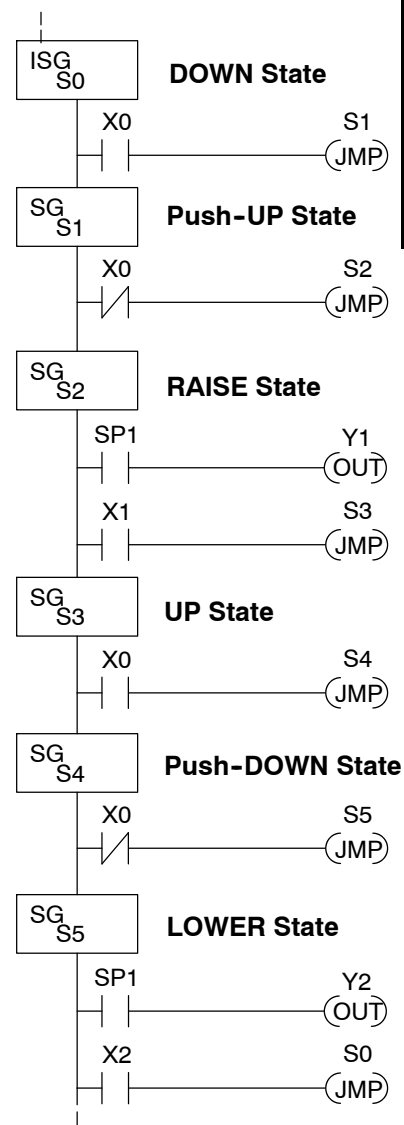 ISG
S0
DOWN State
X0
S1
JMP
SG
S1
Push-UP State
X0
S2
JMP
SG
S2
RAISE State
SP1
Y1
OUT
X1
S3
JMP
SG
S3
UP State
X0
S4
JMP
SG
S4
Push-DOWN State
X0
S5
JMP
SG
S5
LOWER State
SP1
Y2
OUT
X2
S0
JMP